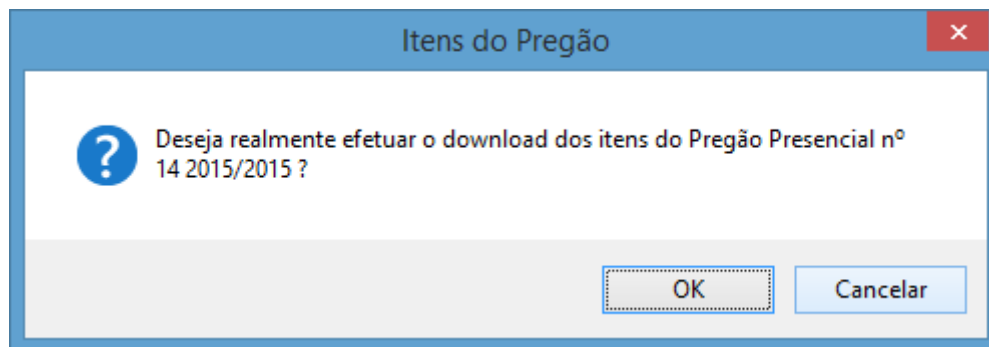 Itens do Pregão
Deseja realmente efetuar o download dos itens do Pregão Presencial nº
14 2015/2015 ?
OK
Cancelar